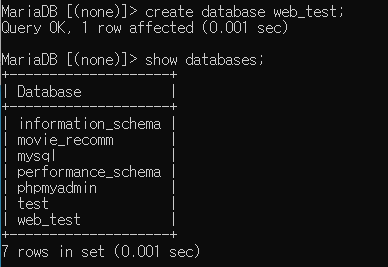 MariaDB [(none)]> create database web_test;
Query OK, 1 row affected (0.001 sec)
MariaDB [(none)]> show databases;
+--------------------+
| Database           |
+--------------------+
| information_schema |
| movie_recomm       |
| mysql              |
| performance_schema |
| phpmyadmin         |
| test               |
| web_test           |
+--------------------+
7 rows in set (0.001 sec)